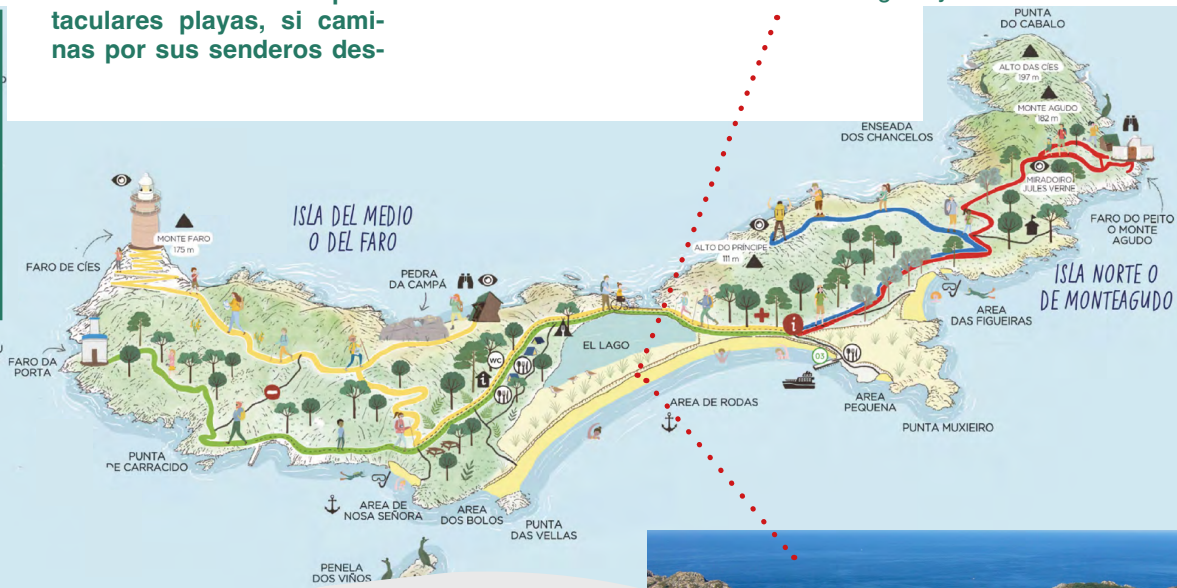 taculares playas, si cami-
nas por sus senderos des-
PUNTA
DO CABALO
ALTO DAS CÍES
197 m
MONTE AGUDO
182 m
ENSEADA
DOS CHANCELOS
MIRADOIRO
JULES VERNE
FARO DO PEITO
O MONTE
AGUDO
ISLA NORTE O
DE MONTEAGUDO
ISLA DEL MEDIO
O DEL FARO
MONTE FARO
175 m
FARO DE CÍES
PEDRA
DA CAMPÁ
ALTO DO PRÍNCIPE
111 m
AREA
DAS FIGUEIRAS
FARO DA
PORTA
EL LAGO
WC
i
i
03
AREA DE RODAS
AREA
PEQUENA
PUNTA MUXIEIRO
PUNTA
DE CARRACIDO
AREA DE
NOSA SEÑORA
AREA
DOS BOLOS
PUNTA
DAS VELLAS
PENELA
DOS VIÑOS